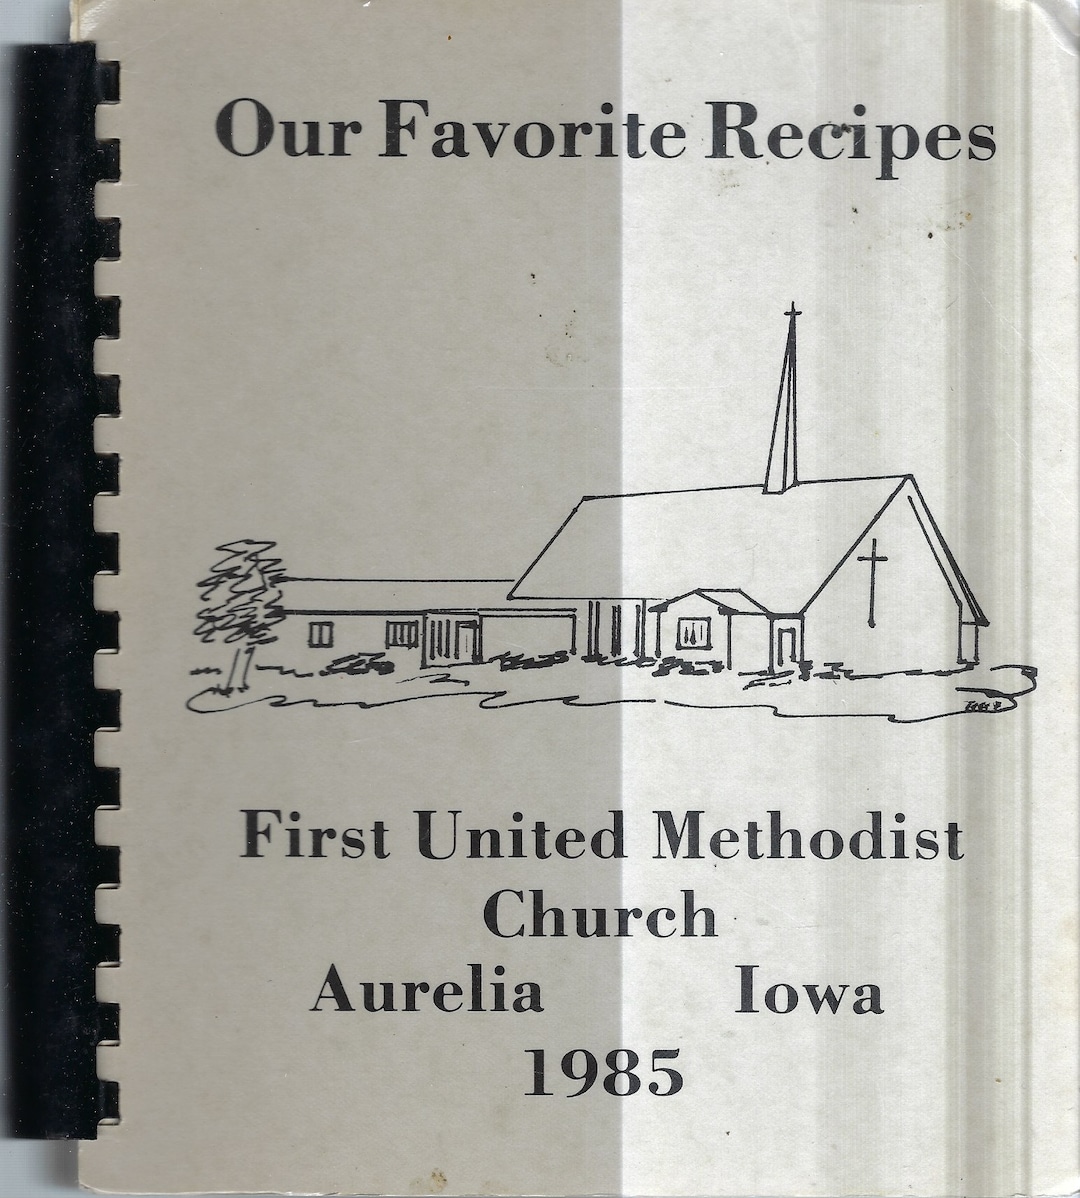 Our Favorite Recipes
First United Methodist
Church
Aurelia Iowa
1985